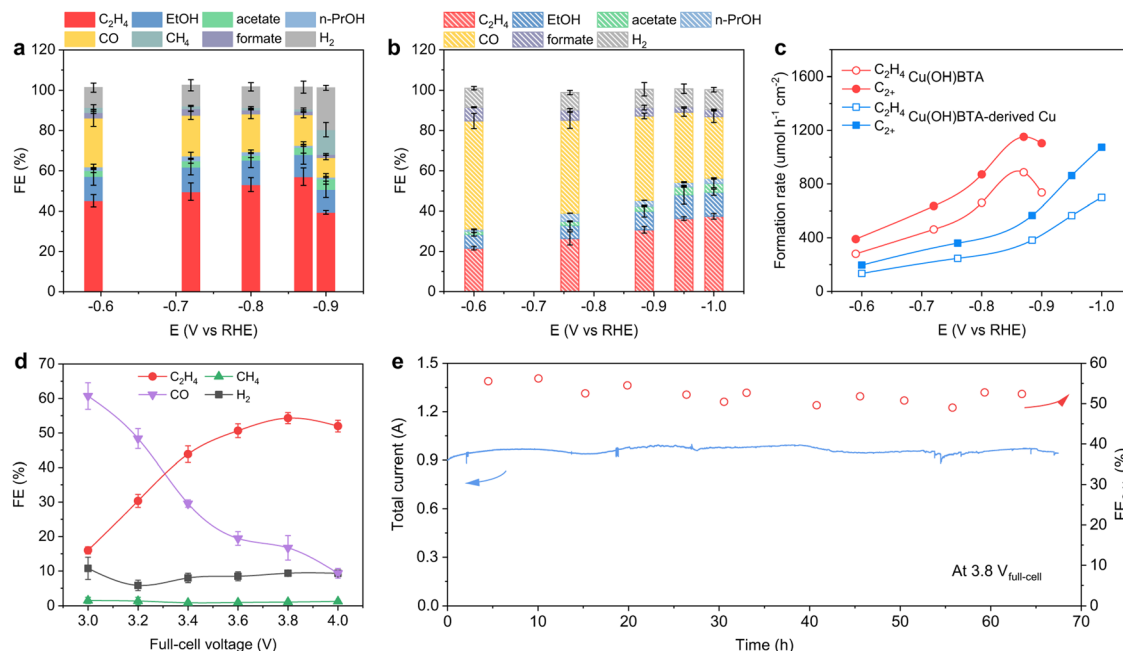 a
C₂H₄ EtOH acetate n-PrOH
CO CH₄ formate H₂
120
100
80
60
40
20
0
FE (%)
-0.6 -0.7 -0.8 -0.9
E (V vs RHE)
b
C₂H₄ EtOH acetate n-PrOH
CO formate H₂
120
100
80
60
40
20
0
FE (%)
-0.6 -0.7 -0.8 -0.9 -1.0
E (V vs RHE)
c
C₂H₄ Cu(OH)BTA
C₂₊
C₂H₄ Cu(OH)BTA-derived Cu
C₂₊
1600
1200
800
400
0
Formation rate (umol h⁻¹ cm⁻²)
-0.6 -0.7 -0.8 -0.9 -1.0
E (V vs RHE)
d
C₂H₄ CH₄
CO H₂
70
60
50
40
30
20
10
0
FE (%)
3.0 3.2 3.4 3.6 3.8 4.0
Full-cell voltage (V)
e
1.5
1.2
0.9
0.6
0.3
0.0
Total current (A)
60
50
40
30
20
10
0
(%)
At 3.8 V full-cell
0 10 20 30 40 50 60 70
Time (h)